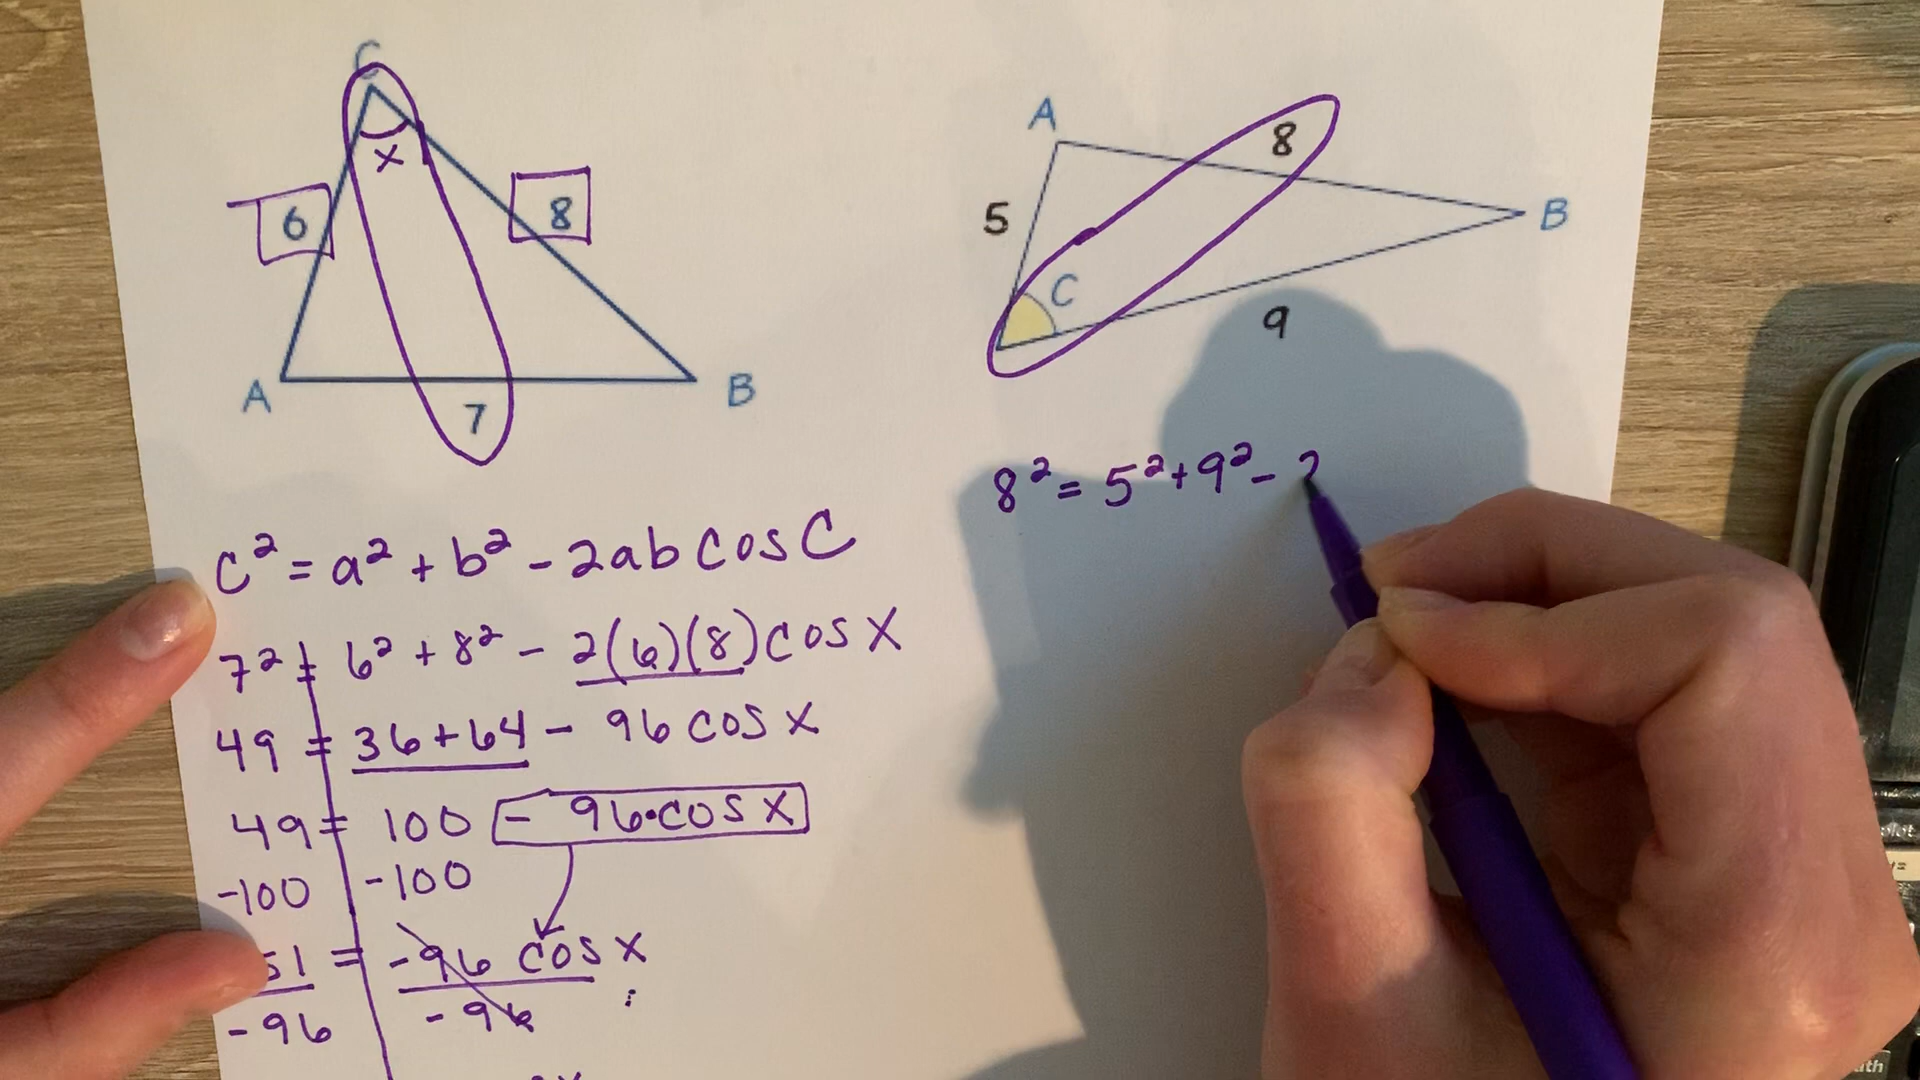 C
x
6
8
A
B
7
c² = a² + b² - 2ab cos C
7² = 6² + 8² - 2(6)(8) cos x
49 = 36 + 64 - 96 cos x
49 = 100 - 96 • cos x
-100 -100
51 = -96 cos x
-96 -96
A
8
5
B
C
9
8² = 5² + 9² - 2